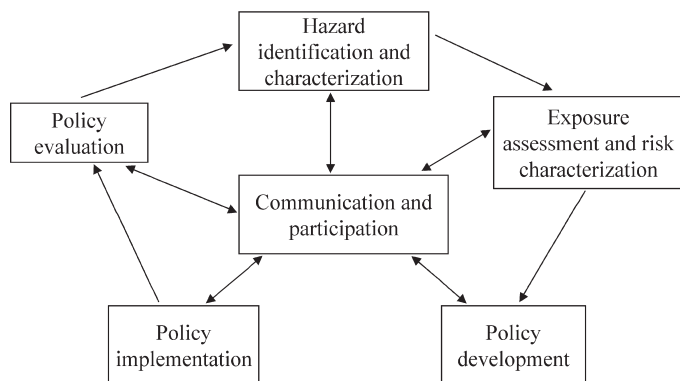 Hazard
identification and
characterization
Policy
evaluation
Exposure
assessment and risk
characterization
Communication and
participation
Policy
implementation
Policy
development